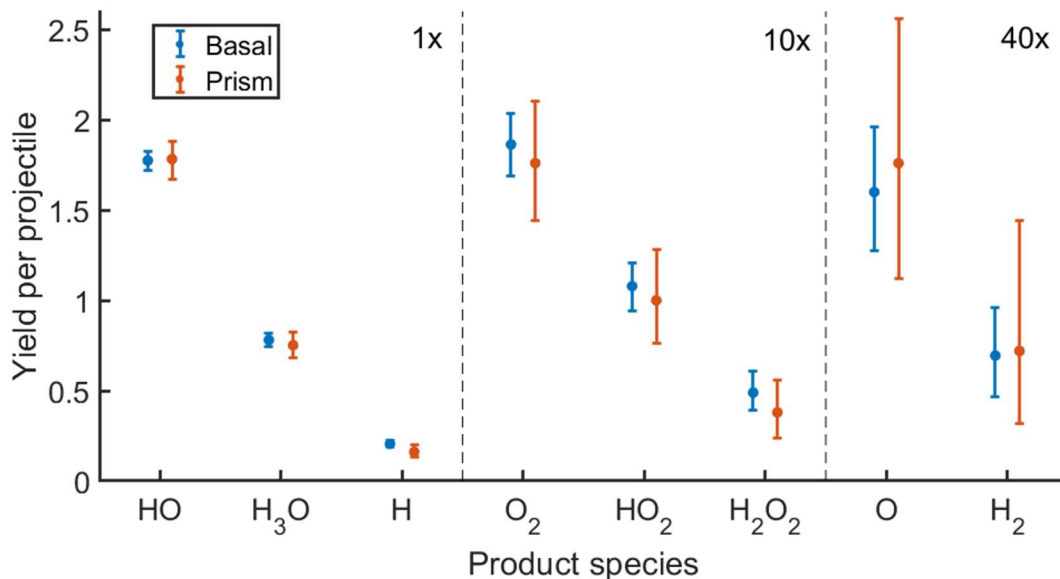 2.5
2
1.5
1
0.5
0
Yield per projectile
Basal
Prism
1x
10x
40x
HO
H₃O
H
O₂
HO₂
H₂O₂
O
H₂
Product species